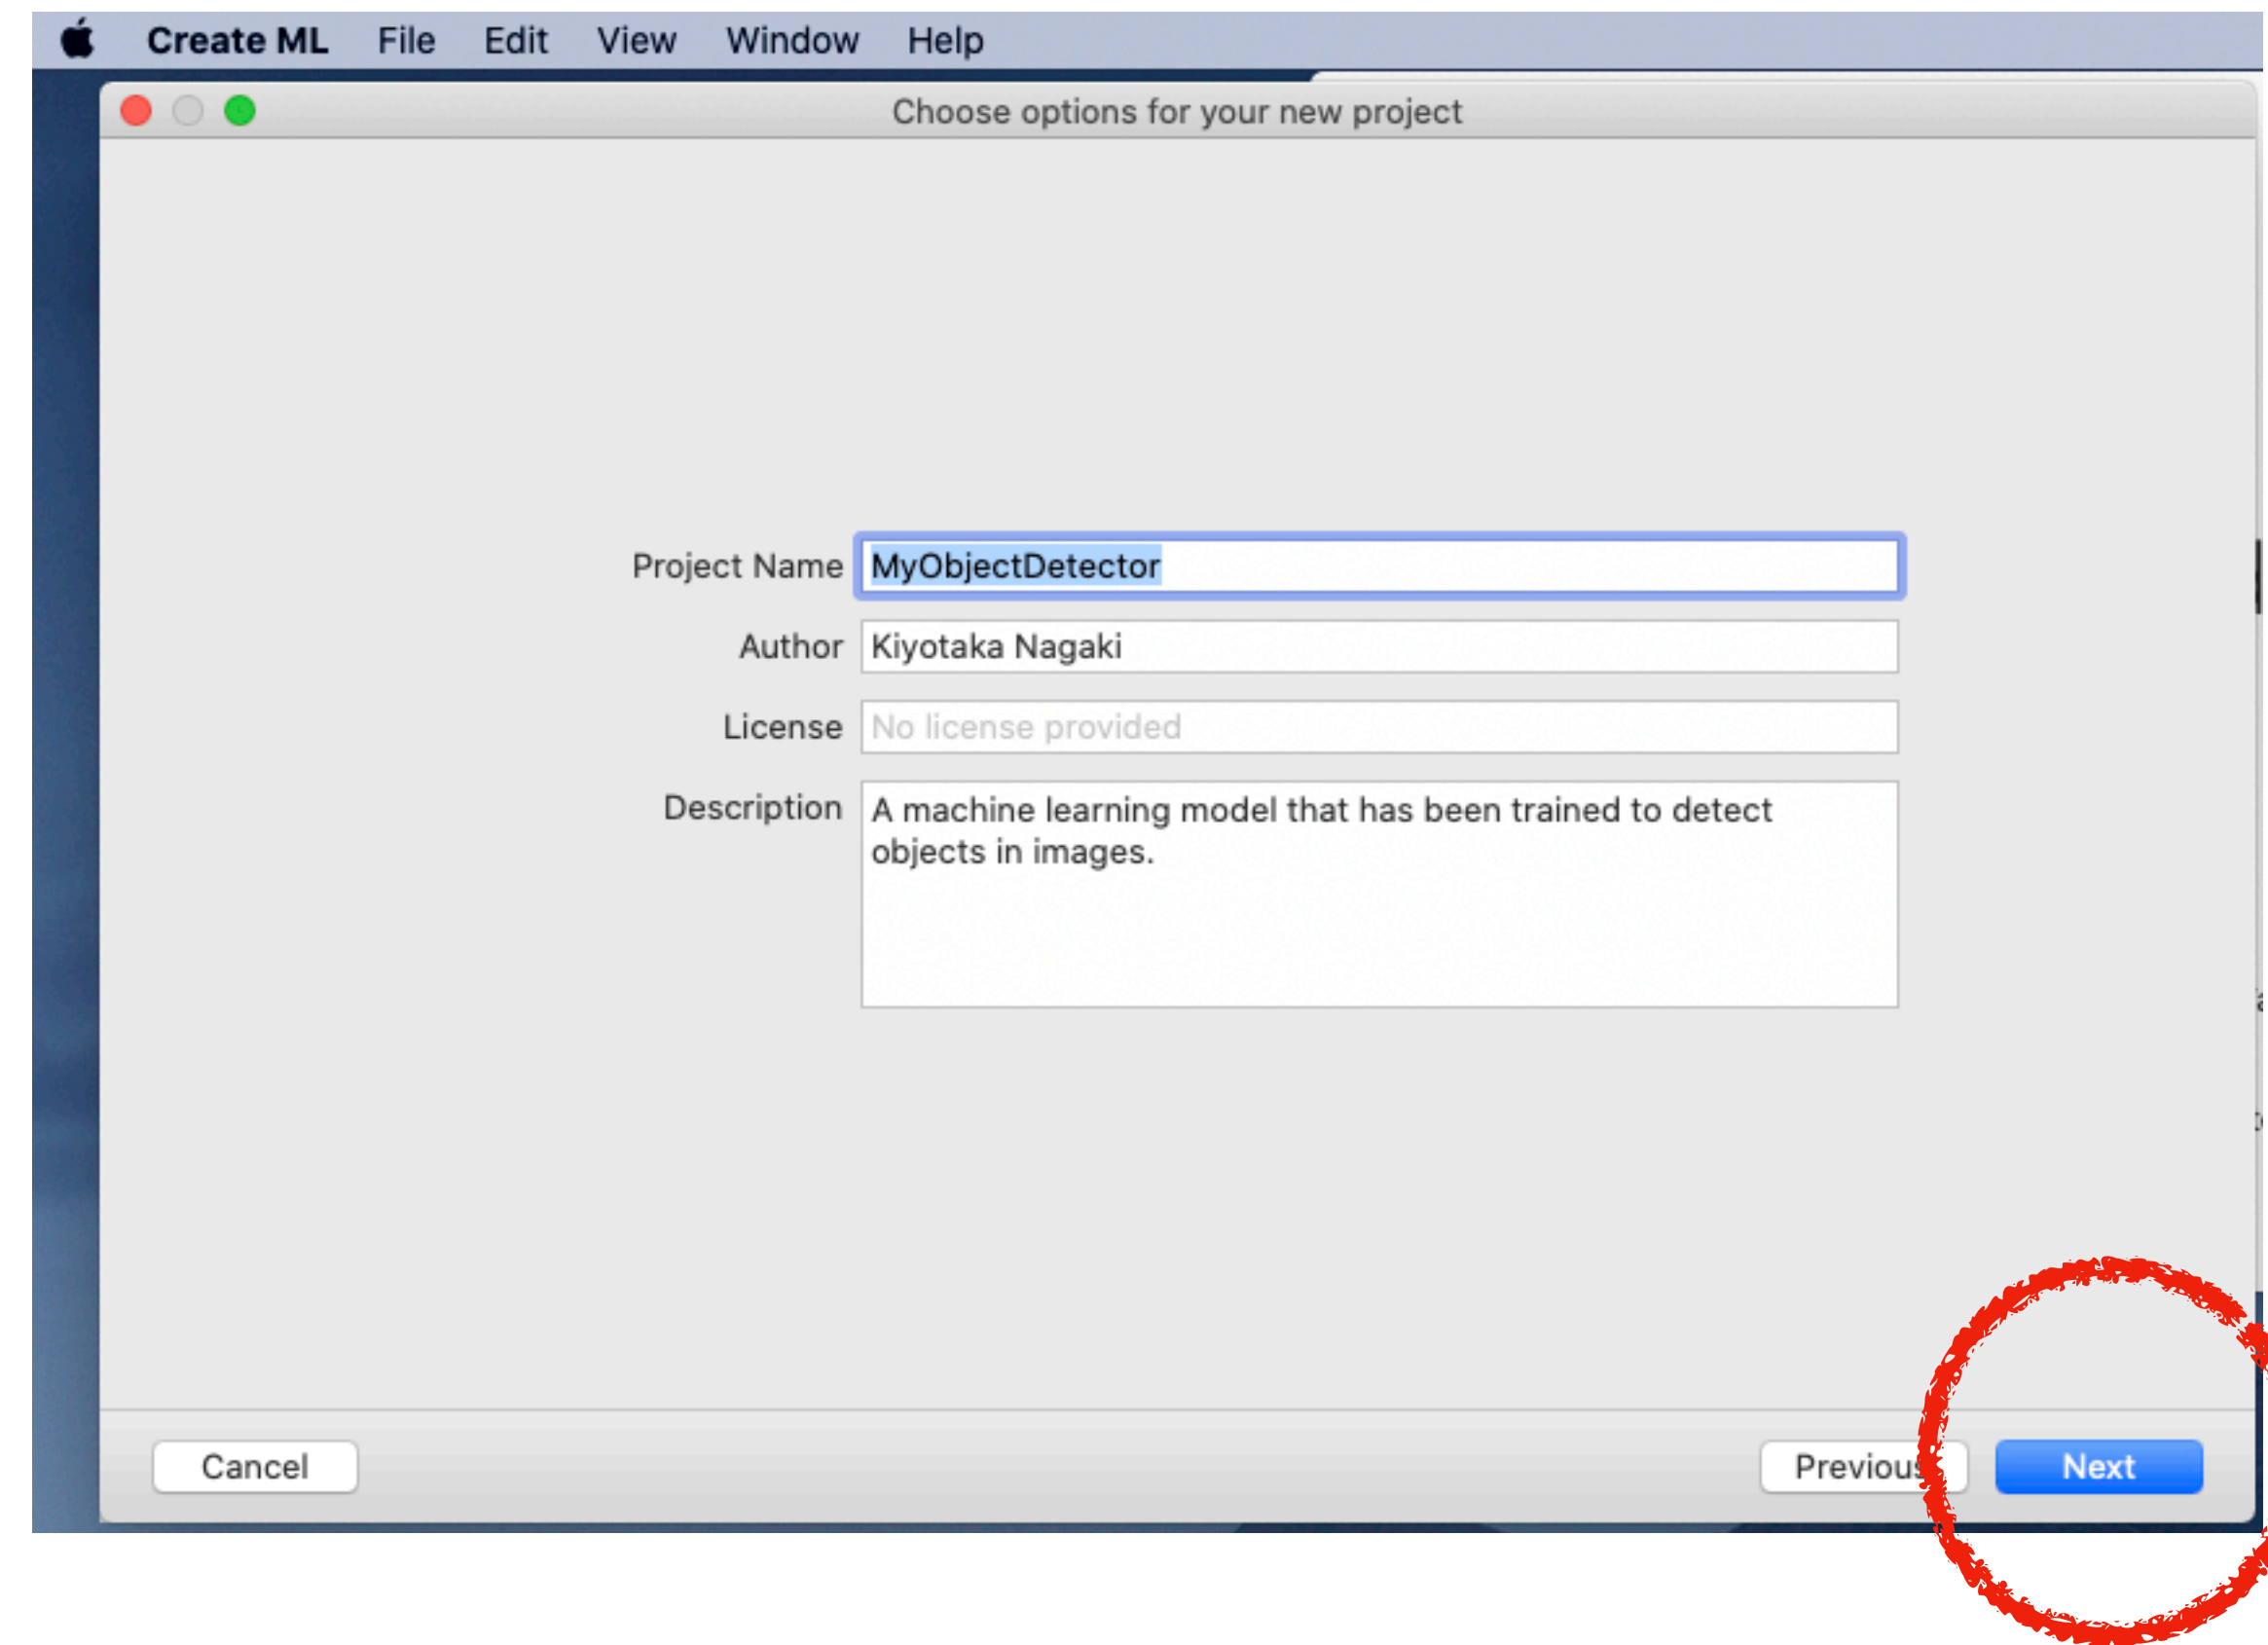 Create ML File Edit View Window Help
Choose options for your new project
Project Name MyObjectDetector
Author Kiyotaka Nagaki
License No license provided
Description A machine learning model that has been trained to detect
objects in images.
Cancel Previous Next